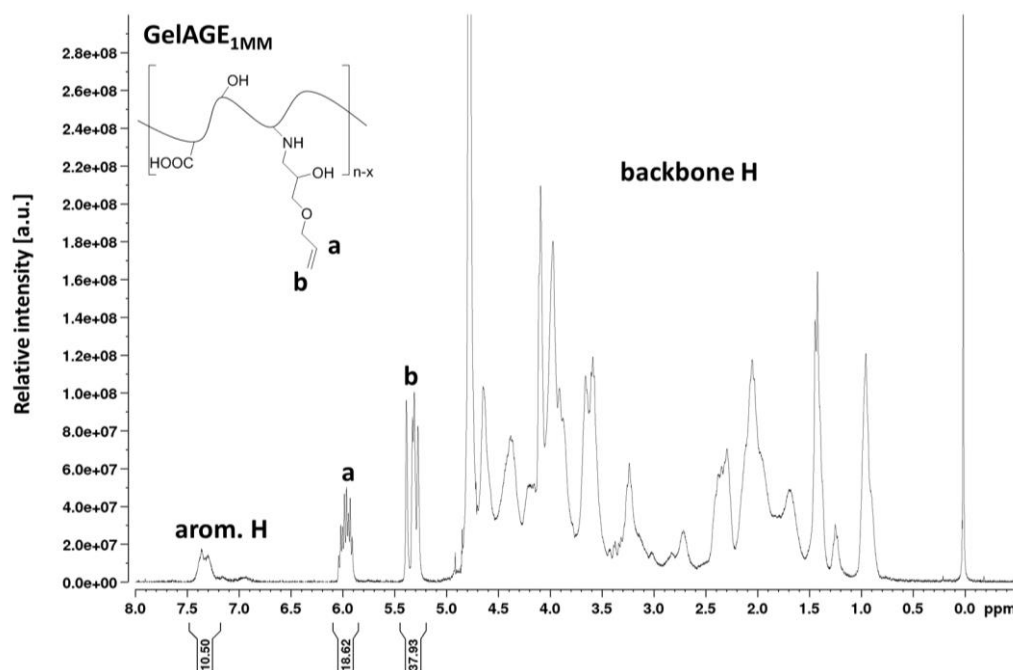 GelAGE1MM
OH
HOOC
NH
OH
n-x
O
a
b
backbone H
b
a
arom. H
Relative intensity [a.u.]
2.8e+08
2.6e+08
2.4e+08
2.2e+08
2.0e+08
1.8e+08
1.6e+08
1.4e+08
1.2e+08
1.0e+08
8.0e+07
6.0e+07
4.0e+07
2.0e+07
0.0e+00
8.0 7.5 7.0 6.5 6.0 5.5 5.0 4.5 4.0 3.5 3.0 2.5 2.0 1.5 1.0 0.5 0.0 ppm
10.50
18.62
37.93